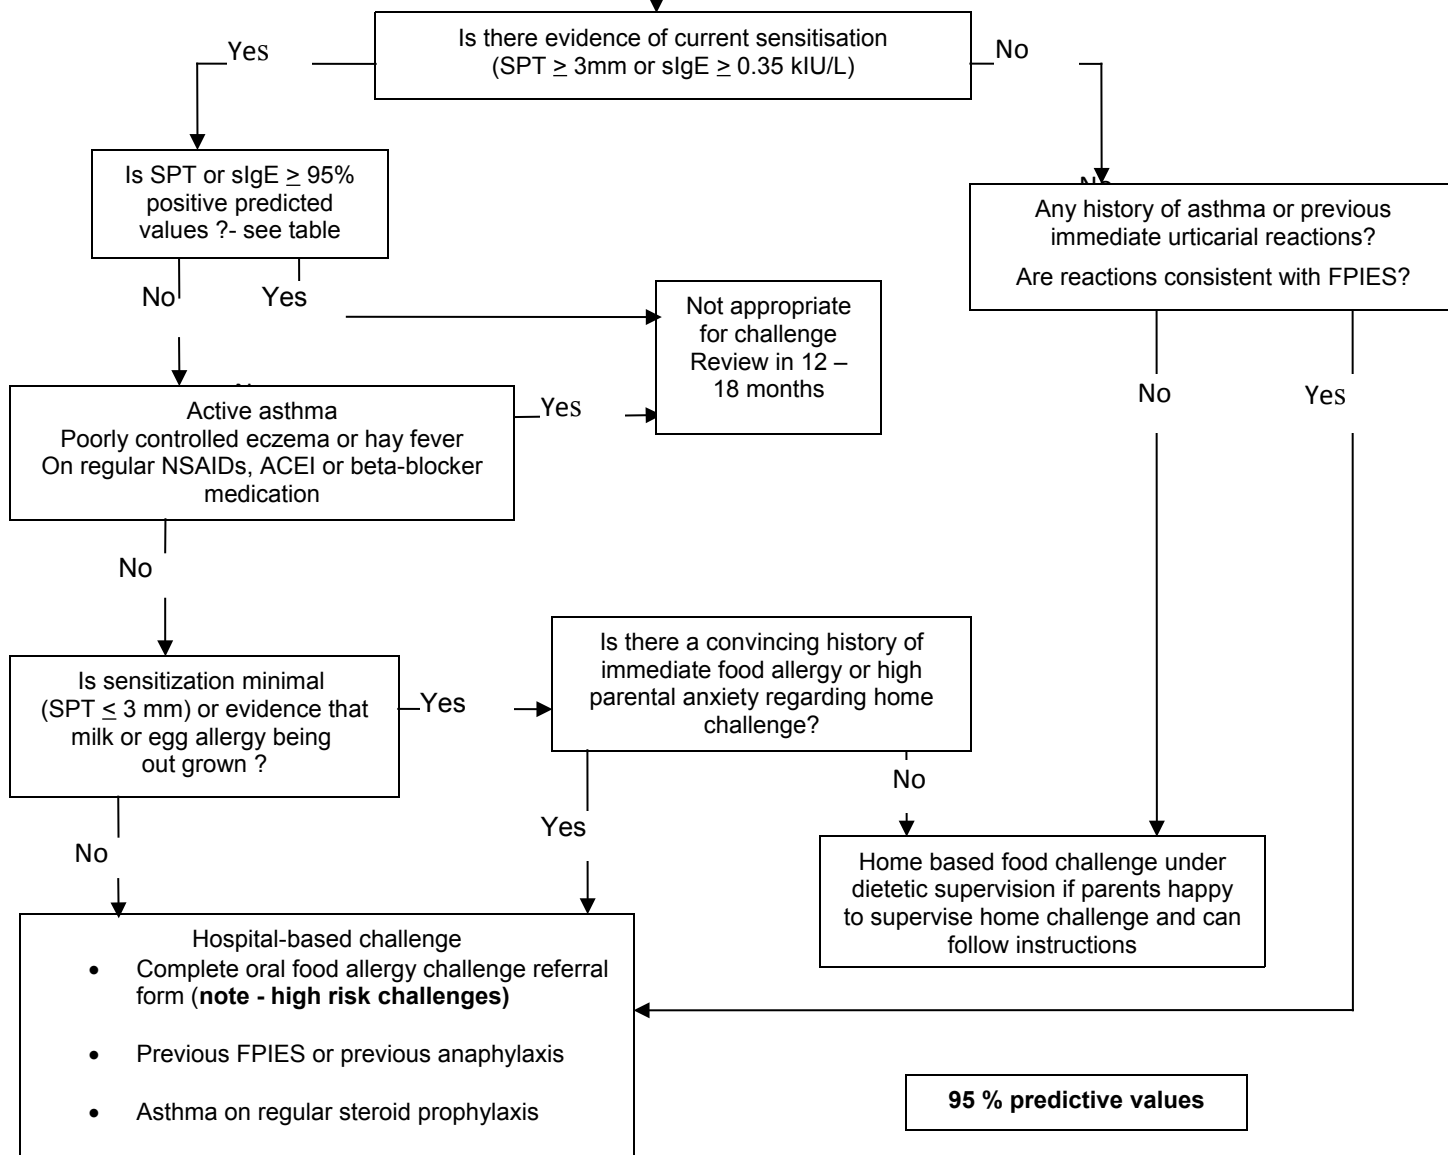 Is there evidence of current sensitisation
(SPT ≥ 3mm or sIgE ≥ 0.35 kIU/L)
Yes
No
Is SPT or sIgE ≥ 95%
positive predicted
values ?- see table
No
Any history of asthma or previous
immediate urticarial reactions?
Are reactions consistent with FPIES?
No
Yes
Not appropriate
for challenge
Review in 12 –
18 months
No
Yes
Active asthma
Poorly controlled eczema or hay fever
On regular NSAIDs, ACEI or beta-blocker
medication
Yes
No
Is sensitization minimal
(SPT ≤ 3 mm) or evidence that
milk or egg allergy being
out grown ?
Yes
Is there a convincing history of
immediate food allergy or high
parental anxiety regarding home
challenge?
No
Yes
No
Home based food challenge under
dietetic supervision if parents happy
to supervise home challenge and can
follow instructions
Hospital-based challenge
• Complete oral food allergy challenge referral
form (note - high risk challenges)
• Previous FPIES or previous anaphylaxis
• Asthma on regular steroid prophylaxis
95 % predictive values